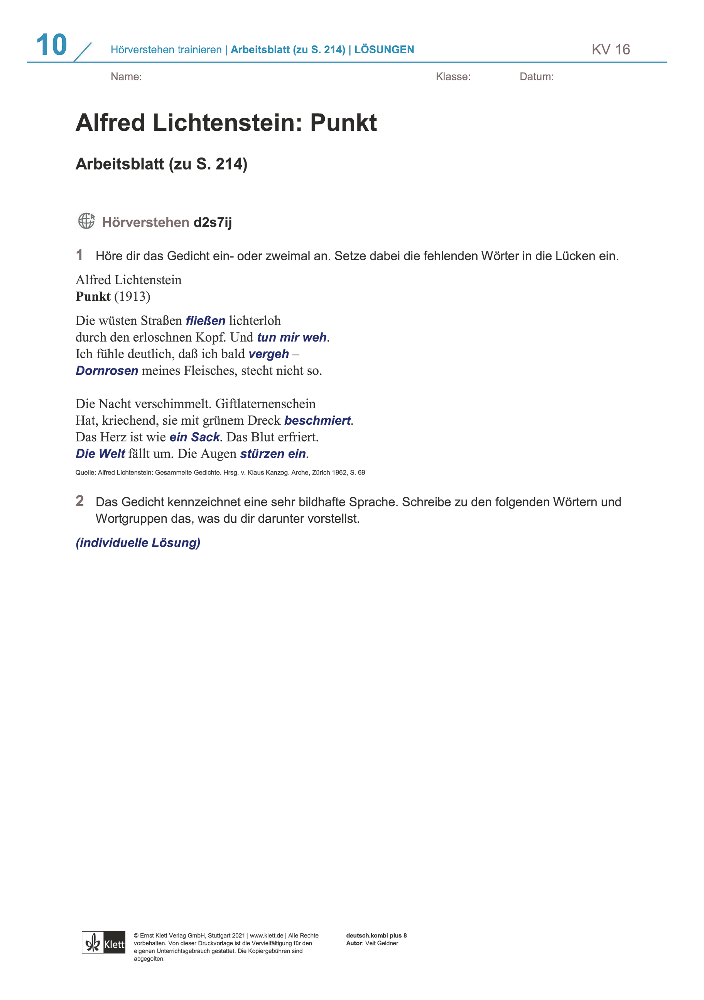 10
Hörverstehen trainieren | Arbeitsblatt (zu S. 214) | LÖSUNGEN
KV 16
Name:
Klasse:
Datum:
Alfred Lichtenstein: Punkt
Arbeitsblatt (zu S. 214)
Hörverstehen d2s7ij
1 Höre dir das Gedicht ein- oder zweimal an. Setze dabei die fehlenden Wörter in die Lücken ein.
Alfred Lichtenstein
Punkt (1913)
Die wüsten Straßen fließen lichterloh
durch den erloschnen Kopf. Und tun mir weh.
Ich fühle deutlich, daß ich bald vergeh –
Dornrosen meines Fleisches, stecht nicht so.
Die Nacht verschimmelt. Giftlaternenschein
Hat, kriechend, sie mit grünem Dreck beschmiert.
Das Herz ist wie ein Sack. Das Blut erfriert.
Die Welt fällt um. Die Augen stürzen ein.
Quelle: Alfred Lichtenstein: Gesammelte Gedichte. Hrsg. v. Klaus Kanzog. Arche, Zürich 1962, S. 69
2 Das Gedicht kennzeichnet eine sehr bildhafte Sprache. Schreibe zu den folgenden Wörtern und
Wortgruppen das, was du dir darunter vorstellst.
(individuelle Lösung)
Klett
© Ernst Klett Verlag GmbH, Stuttgart 2021 | www.klett.de | Alle Rechte
vorbehalten. Von dieser Druckvorlage ist die Vervielfältigung für den
eigenen Unterrichtsgebrauch gestattet. Die Kopiergebühren sind
abgegolten.
deutsch.kombi plus 8
Autor: Veit Geldner